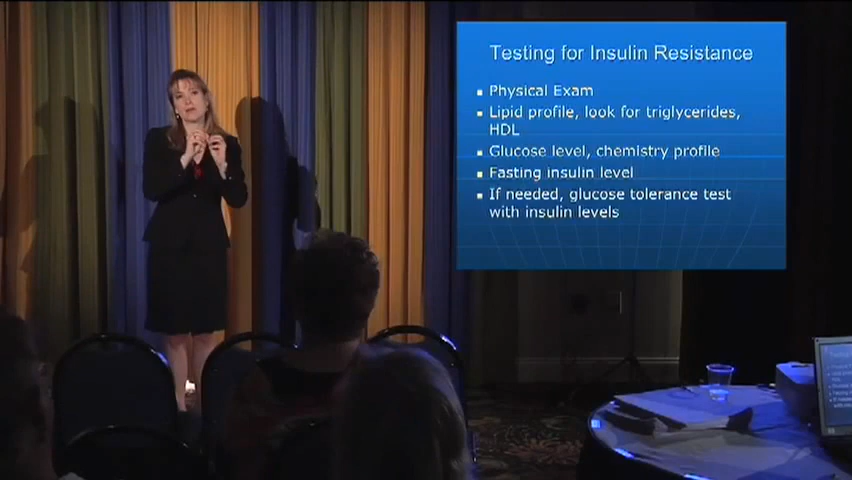 Testing for Insulin Resistance
Physical Exam
Lipid profile, look for triglycerides,
HDL
Glucose level, chemistry profile
Fasting insulin level
If needed, glucose tolerance test
with insulin levels